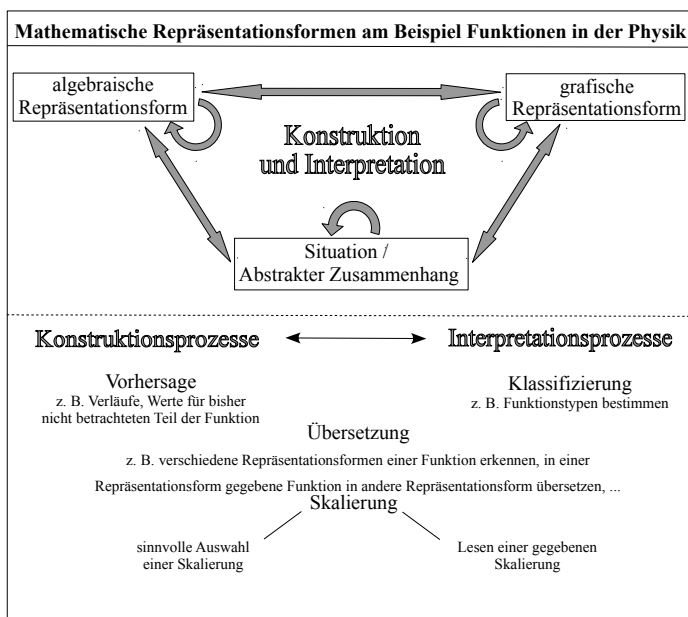 Mathematische Repräsentationsformen am Beispiel Funktionen in der Physik
algebraische
Repräsentationsform
grafische
Repräsentationsform
Konstruktion
und Interpretation
Situation /
Abstrakter Zusammenhang
Konstruktionsprozesse
Interpretationsprozesse
Vorhersage
z. B. Verläufe, Werte für bisher
nicht betrachteten Teil der Funktion
Klassifizierung
z. B. Funktionstypen bestimmen
Übersetzung
z. B. verschiedene Repräsentationsformen einer Funktion erkennen, in einer
Repräsentationsform gegebene Funktion in andere Repräsentationsform übersetzen, ...
Skalierung
sinnvolle Auswahl
einer Skalierung
Lesen einer gegebenen
Skalierung